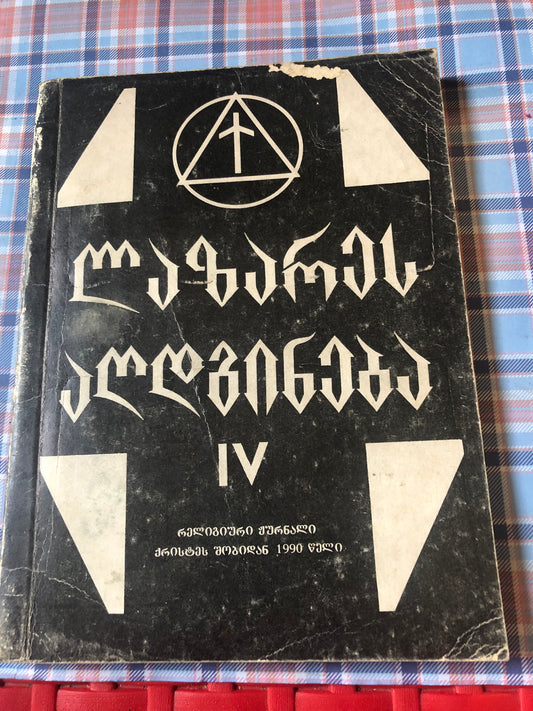 ლაზარეს
აღდგინება
IV
რელიგიური ჟურნალი
ქრისტეს შობიდან 1990 წელი